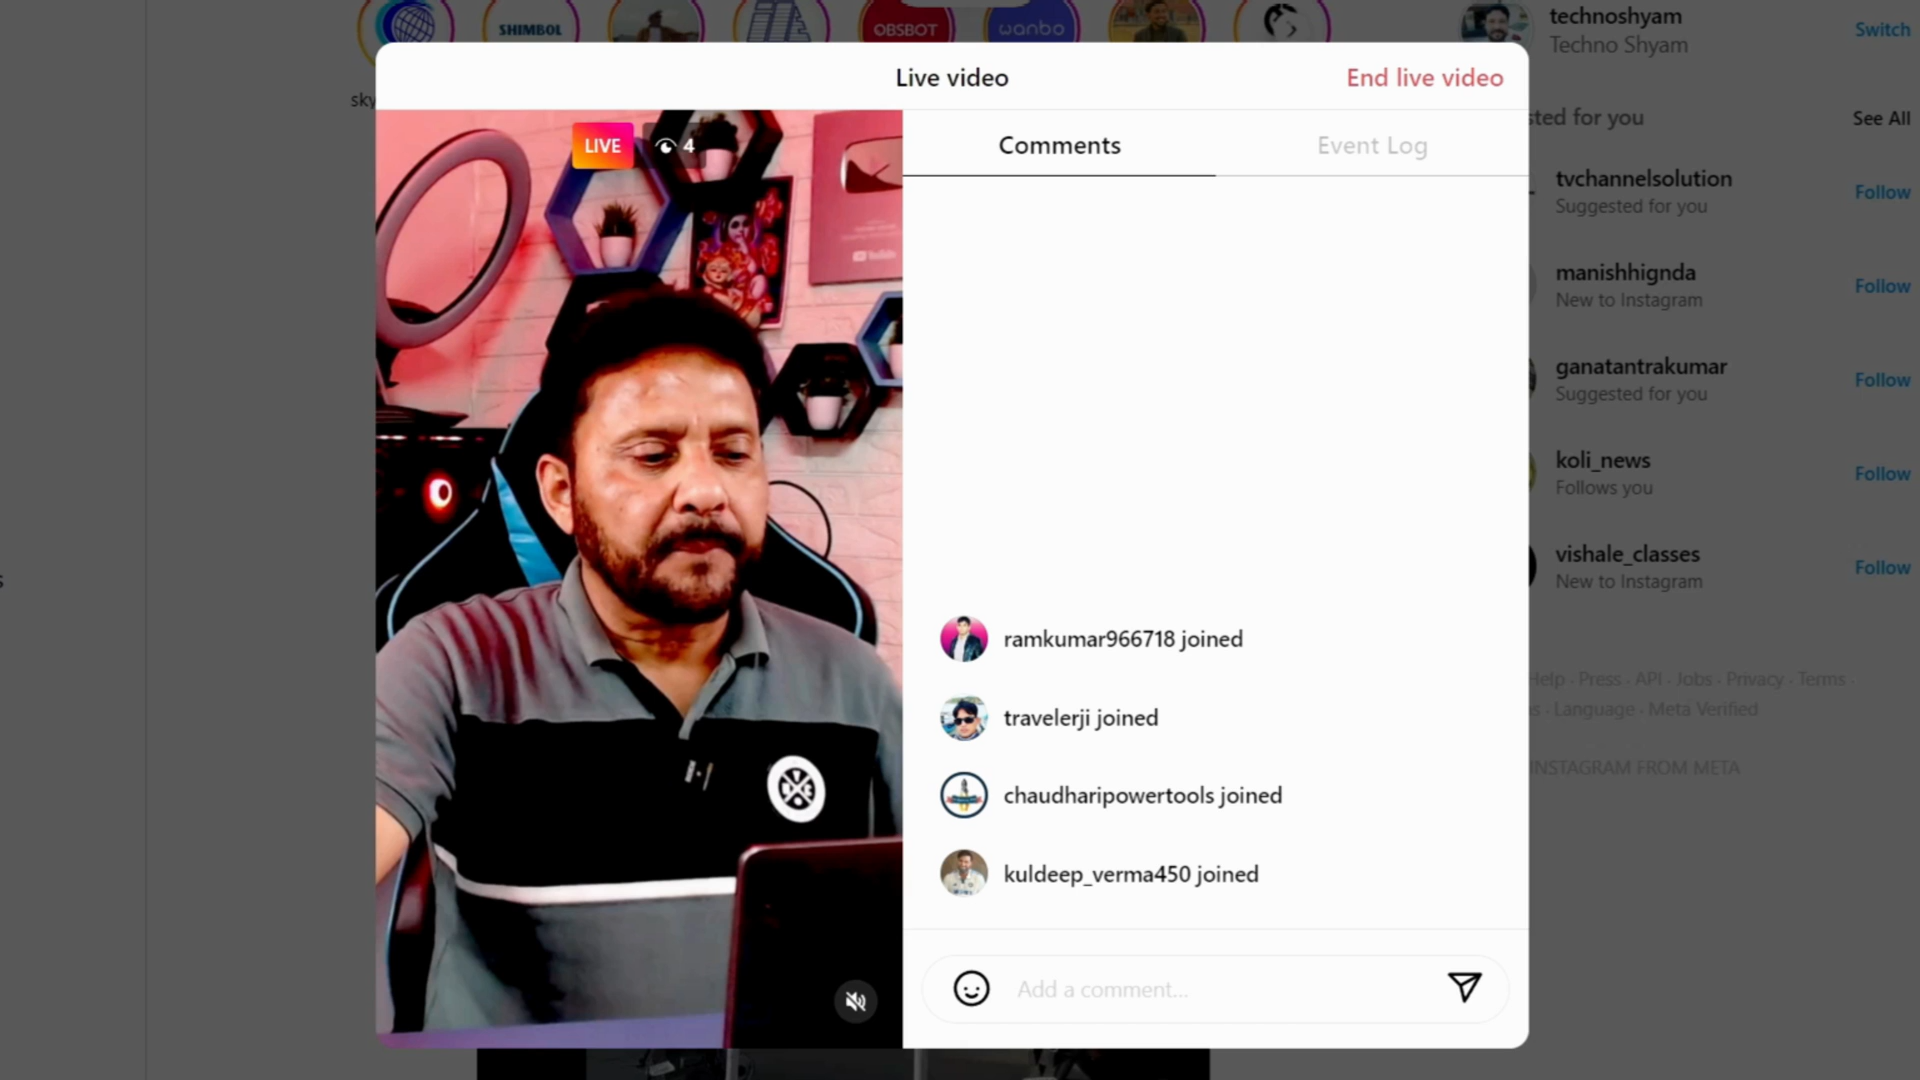 SHIMBOL
OBSBOT
wanbo
technoshyam
Techno Shyam
Switch
sky
Live video
End live video
sted for you
See All
LIVE
4
Comments
Event Log
YouTube
tvchannelsolution
Suggested for you
Follow
manishhignda
New to Instagram
Follow
ganatantrakumar
Suggested for you
Follow
koli_news
Follows you
Follow
vishale_classes
New to Instagram
Follow
s
ramkumar966718 joined
travelerji joined
chaudharipowertools joined
kuldeep_verma450 joined
Help · Press · API · Jobs · Privacy · Terms ·
s · Language · Meta Verified
INSTAGRAM FROM META
Add a comment...